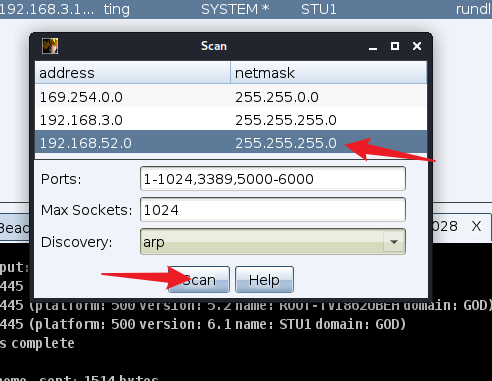 192.168.3.1... ting SYSTEM * STU1 rundl
Scan
address netmask
169.254.0.0 255.255.0.0
192.168.3.0 255.255.255.0
192.168.52.0 255.255.255.0
Ports: 1-1024,3389,5000-6000
Max Sockets: 1024
Discovery: arp
Scan Help
Beac 028 X
put:
445 (platform: 500 version: 5.2 name: ROOT-TVI862UBEH domain: GOD)
445 (platform: 500 version: 6.1 name: STU1 domain: GOD)
s complete
home, sent: 1514 bytes